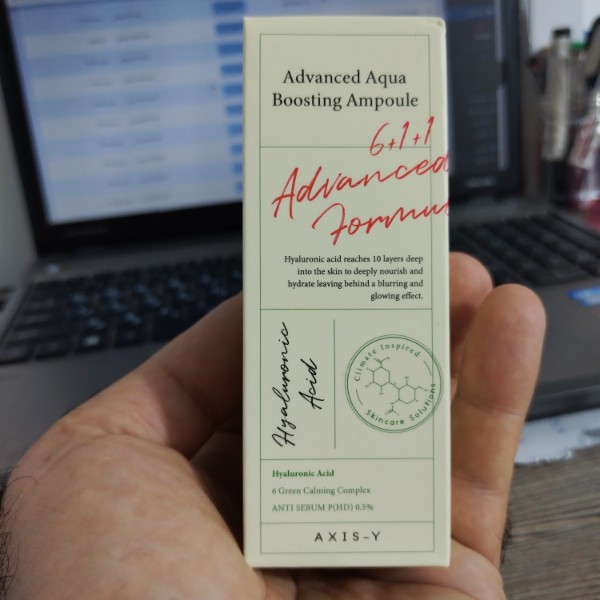 Advanced Aqua
Boosting Ampoule
6+1+1
Advanced
Formu
Hyaluronic acid reaches 10 layers deep
into the skin to deeply nourish and
hydrate leaving behind a blurring and
glowing effect.
Hyaluronic
Acid
Climate Inspired
Skincare Solutions
Hyaluronic Acid
6 Green Calming Complex
ANTI SEBUM P(HD) 0.5%
AXIS-Y